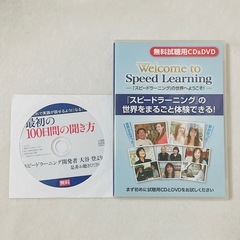 最初の
100日間の聞き方
スピードラーニング開発者 大谷 登より
無料
無料試聴用CD&DVD
Welcome to
Speed Learning
『スピードラーニング』の世界へようこそ!
『スピードラーニング』の
世界をまるごと体験できる!
まず初めに試聴用CDとDVDをお試しください